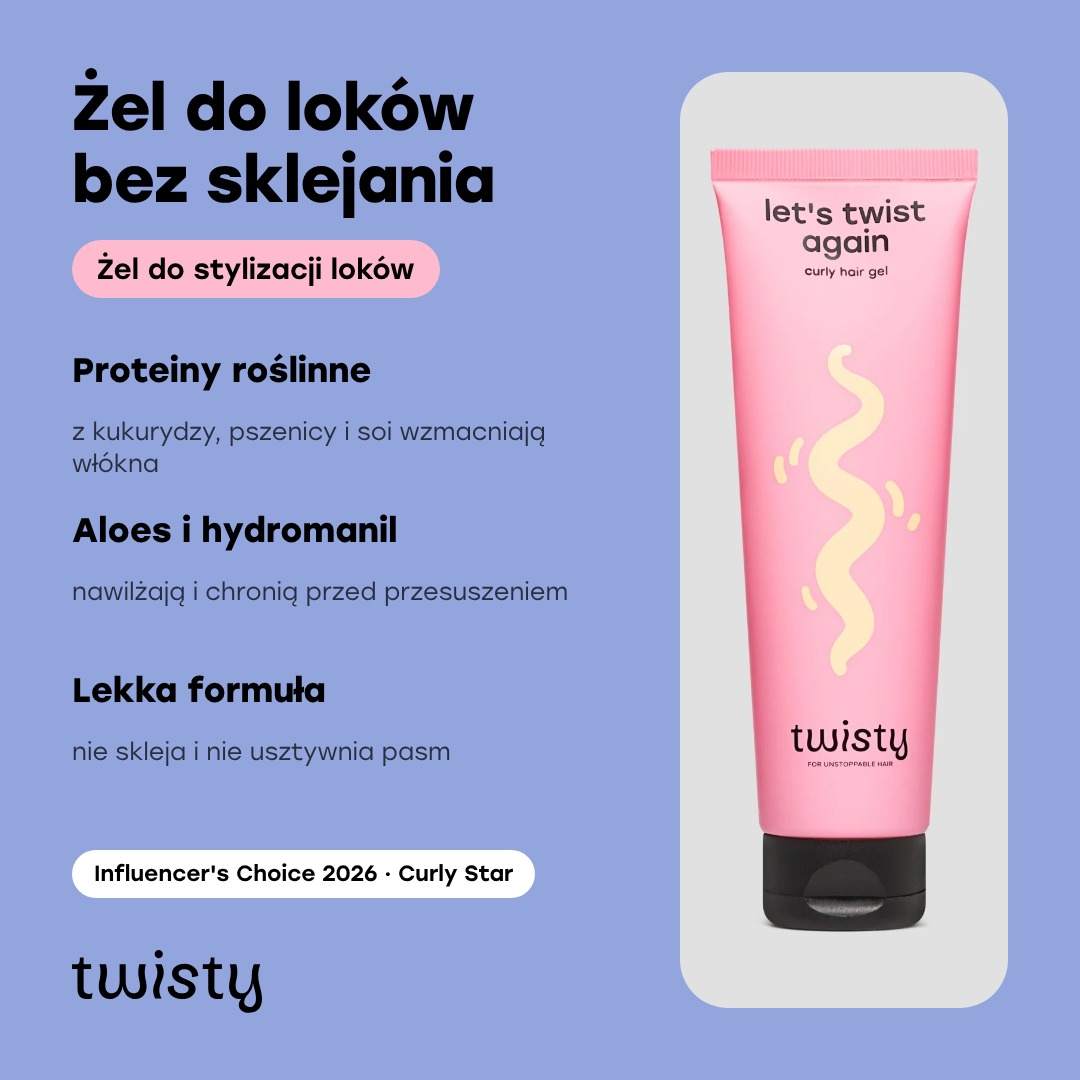 Żel do loków
bez sklejania
Żel do stylizacji loków
Proteiny roślinne
z kukurydzy, pszenicy i soi wzmacniają
włókna
Aloes i hydromanil
nawilżają i chronią przed przesuszeniem
Lekka formuła
nie skleja i nie usztywnia pasm
Influencer's Choice 2026 · Curly Star
twisty
let's twist
again
curly hair gel
twisty
FOR UNSTOPPABLE HAIR